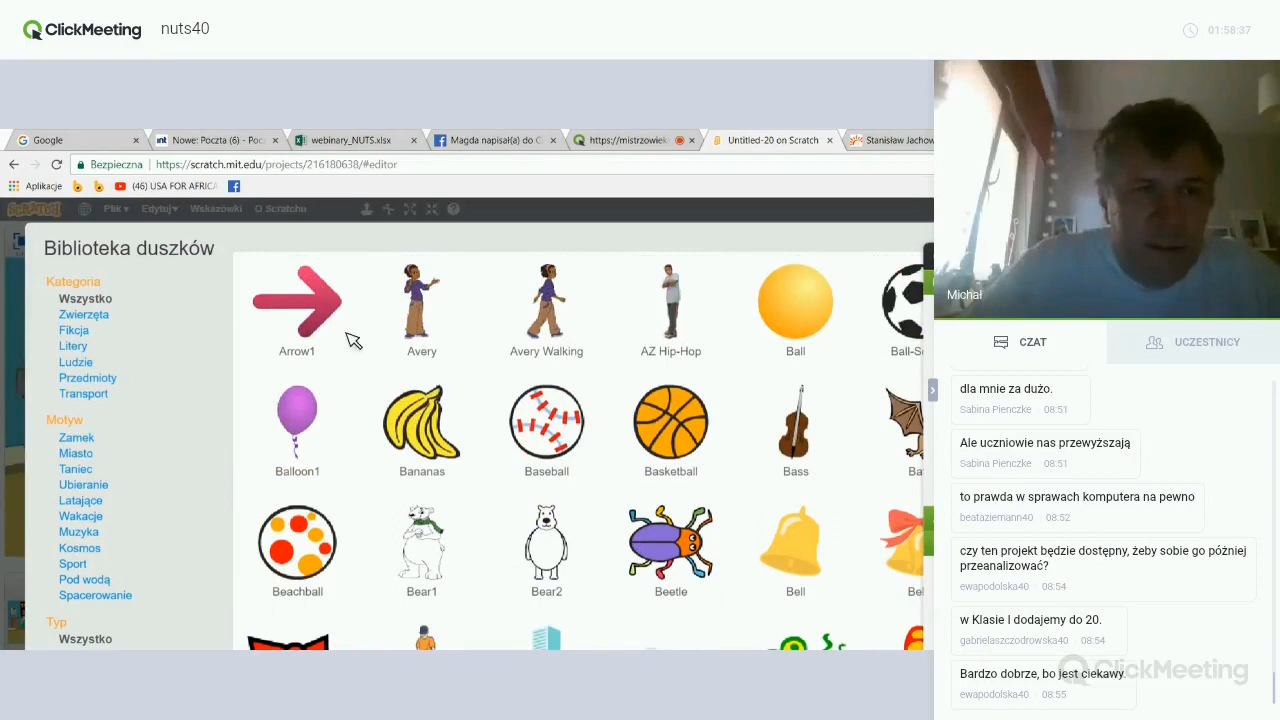 ClickMeeting
nuts40
01:58:37
Google
Nowe: Poczta (6) - Poc
webinary_NUTS.xlsx
Magda napisał(a) do C
https://mistrzowiek
Untitled-20 on Scratch
Stanisław Jachow
Bezpieczna
https://scratch.mit.edu/projects/216180638/#editor
Aplikacje
(46) USA FOR AFRICA
SCRATCH
Plik
Edytuj
Wskazówki
O Scratchu
Biblioteka duszków
Kategoria
Wszystko
Zwierzęta
Fikcja
Litery
Ludzie
Przedmioty
Transport
Motyw
Zamek
Miasto
Taniec
Ubieranie
Latające
Wakacje
Muzyka
Kosmos
Sport
Pod wodą
Spacerowanie
Typ
Wszystko
Arrow1
Avery
Avery Walking
AZ Hip-Hop
Ball
Ball-S
Balloon1
Bananas
Baseball
Basketball
Bass
Ba
Beachball
Bear1
Bear2
Beetle
Bell
Bel
Michał
CZAT
UCZESTNICY
dla mnie za dużo.
Sabina Pienczke 08:51
Ale uczniowie nas przewyższają
Sabina Pienczke 08:51
to prawda w sprawach komputera na pewno
beataziemann40 08:52
czy ten projekt będzie dostępny, żeby sobie go później
przeanalizować?
ewapodolska40 08:54
w Klasie I dodajemy do 20.
gabrielaszczodrowska40 08:54
Bardzo dobrze, bo jest ciekawy.
ewapodolska40 08:55
ClickMeeting